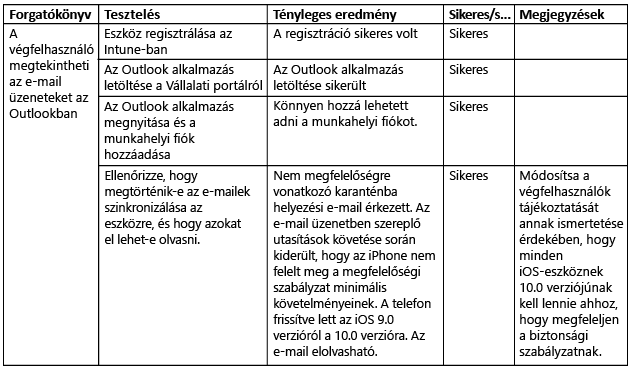 Forgatókönyv
Tesztelés
Tényleges eredmény
Sikeres/s...
Megjegyzések
A
végfelhasználó
megtekintheti
az e-mail
üzeneteket az
Outlookban
Eszköz regisztrálása az
Intune-ban
A regisztráció sikeres volt
Sikeres
Az Outlook alkalmazás
letöltése a Vállalati portálról
Az Outlook alkalmazás
letöltése sikerült
Sikeres
Az Outlook alkalmazás
megnyitása és a
munkahelyi fiók
hozzáadása
Könnyen hozzá lehetett
adni a munkahelyi fiókot.
Sikeres
Ellenőrizze, hogy
megtörténik-e az e-mailek
szinkronizálása az
eszközre, és hogy azokat
el lehet-e olvasni.
Nem megfelelőségre
vonatkozó karanténba
helyezési e-mail érkezett. Az
e-mail üzenetben szereplő
utasítások követése során
kiderült, hogy az iPhone nem
felelt meg a megfelelőségi
szabályzat minimális
követelményeinek. A telefon
frissítve lett az iOS 9.0
verzióról a 10.0 verzióra. Az
e-mail elolvasható.
Sikeres
Módosítsa a
végfelhasználók
tájékoztatását
annak ismertetése
érdekében, hogy
minden
iOS-eszköznek
10.0 verziójúnak
kell lennie ahhoz,
hogy megfeleljen
a biztonsági
szabályzatnak.